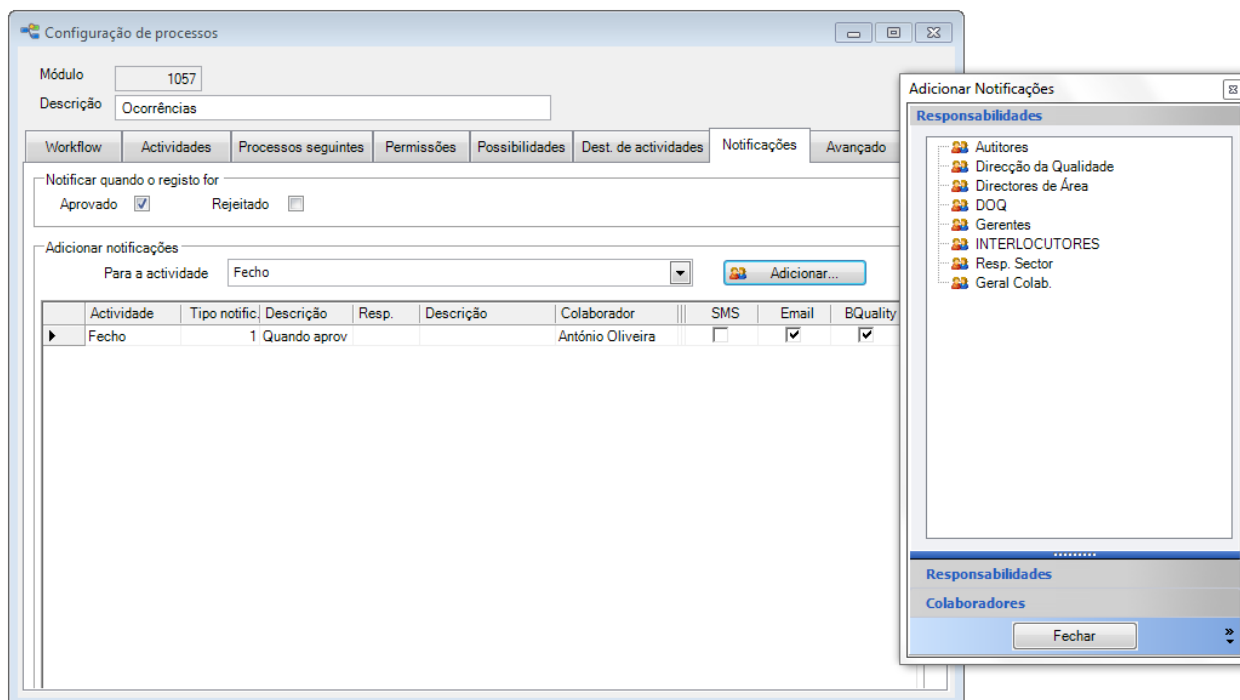 Configuração de processos
Módulo 1057
Descrição Ocorrências
Workflow Actividades Processos seguintes Permissões Possibilidades Dest. de actividades Notificações Avançado
Notificar quando o registo for
Aprovado Rejeitado
Adicionar notificações
Para a actividade Fecho Adicionar...
Actividade Tipo notific. Descrição Resp. Descrição Colaborador SMS Email BQuality
Fecho 1 Quando aprov António Oliveira
Adicionar Notificações
Responsabilidades
Autitores
Direcção da Qualidade
Directores de Área
DOQ
Gerentes
INTERLOCUTORES
Resp. Sector
Geral Colab.
Responsabilidades
Colaboradores
Fechar